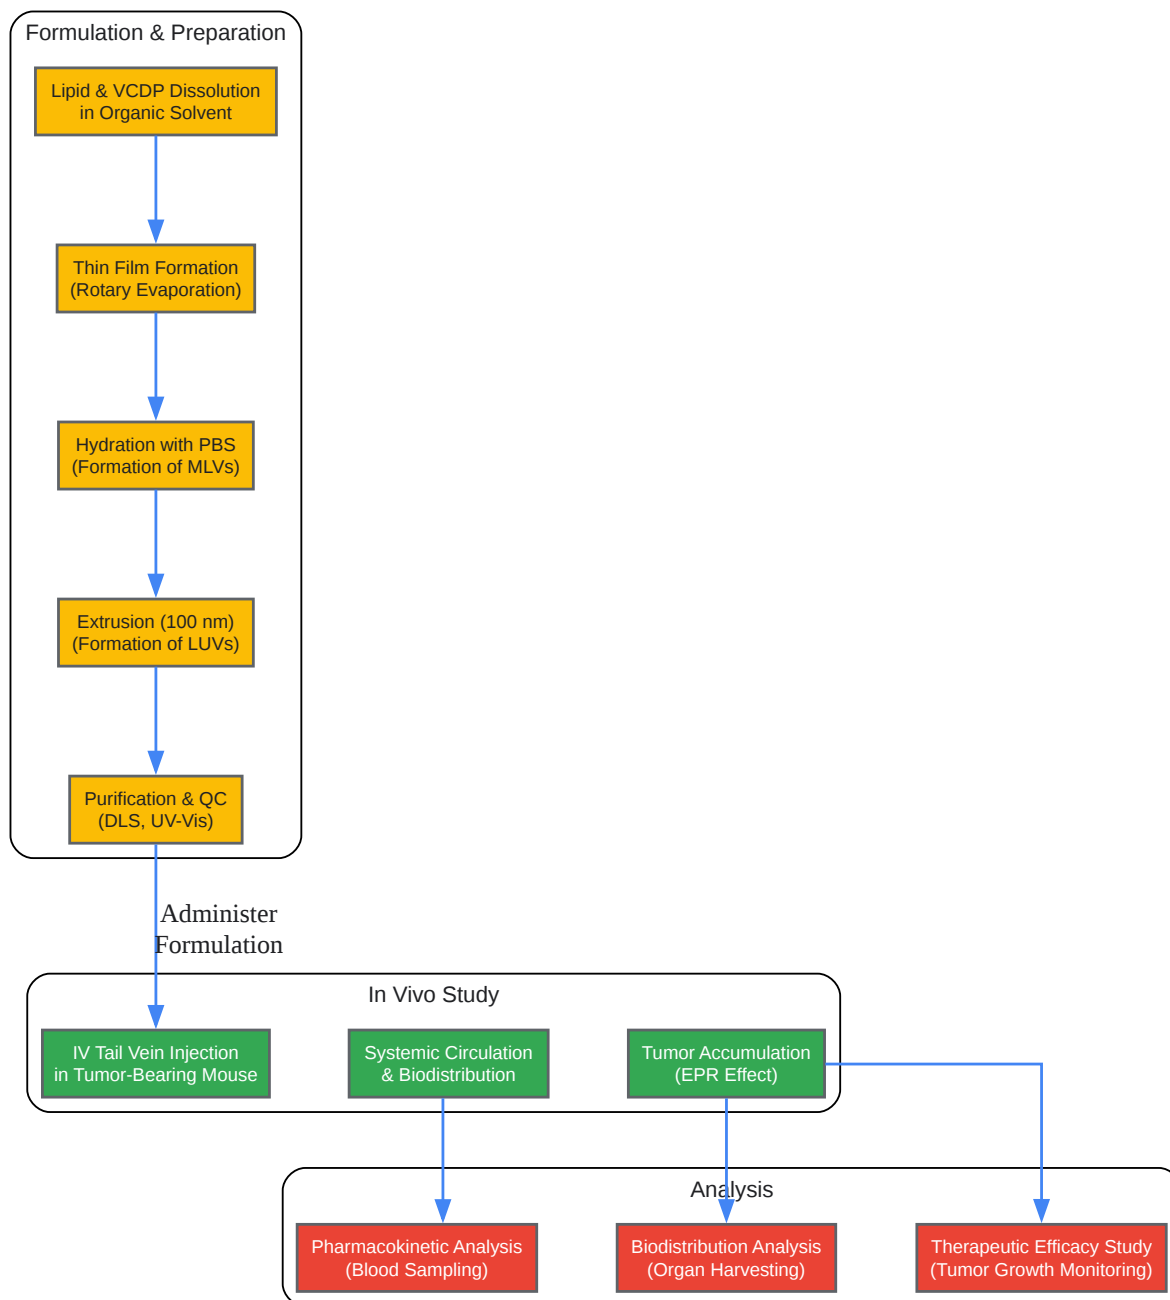 Formulation & Preparation
Lipid & VCDP Dissolution
in Organic Solvent
Thin Film Formation
(Rotary Evaporation)
Hydration with PBS
(Formation of MLVs)
Extrusion (100 nm)
(Formation of LUVs)
Purification & QC
(DLS, UV-Vis)
Administer
Formulation
In Vivo Study
IV Tail Vein Injection
in Tumor-Bearing Mouse
Systemic Circulation
& Biodistribution
Tumor Accumulation
(EPR Effect)
Analysis
Pharmacokinetic Analysis
(Blood Sampling)
Biodistribution Analysis
(Organ Harvesting)
Therapeutic Efficacy Study
(Tumor Growth Monitoring)